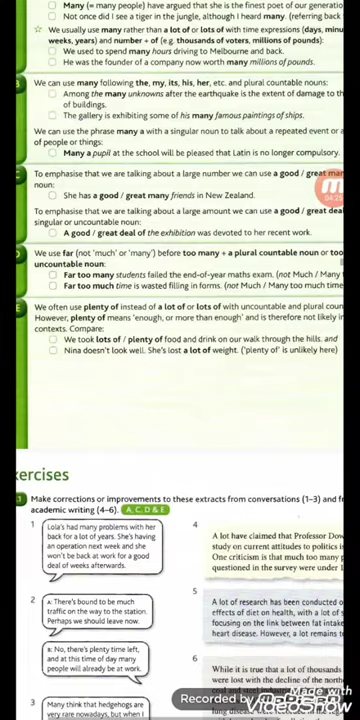 Many (= many people) have argued that she is the finest poet of our generatio
Not once did I see a tiger in the jungle, although I heard many. (referring back
We usually use many rather than a lot of or lots of with time expressions (days, minu
weeks, years) and number + of (e.g. thousands of voters, millions of pounds):
We used to spend many hours driving to Melbourne and back.
He was the founder of a company now worth many millions of pounds.
We can use many following the, my, its, his, her, etc. and plural countable nouns:
Among the many unknowns after the earthquake is the extent of damage to th
of buildings.
The gallery is exhibiting some of his many famous paintings of ships.
We can use the phrase many a with a singular noun to talk about a repeated event or a
of people or things:
Many a pupil at the school will be pleased that Latin is no longer compulsory.
To emphasise that we are talking about a large number we can use a good / great man
noun:
She has a good / great many friends in New Zealand.
04:25
To emphasise that we are talking about a large amount we can use a good / great dea
singular or uncountable noun:
A good / great deal of the exhibition was devoted to her recent work.
We use far (not 'much' or 'many') before too many + a plural countable noun or too
uncountable noun:
Far too many students failed the end-of-year maths exam. (not Much / Many
Far too much time is wasted filling in forms. (not Much / Many too much time
E We often use plenty of instead of a lot of or lots of with uncountable and plural coun
However, plenty of means 'enough, or more than enough' and is therefore not likely in
contexts. Compare:
We took lots of / plenty of food and drink on our walk through the hills. and
Nina doesn't look well. She's lost a lot of weight. ('plenty of' is unlikely here)
xercises
.1 Make corrections or improvements to these extracts from conversations (1–3) and fr
academic writing (4–6). A, C, D & E
1 Lola's had many problems with her
back for a lot of years. She's having
an operation next week and she
won't be back at work for a good
deal of weeks afterwards.
2 A: There's bound to be much
traffic on the way to the station.
Perhaps we should leave now.
B: No, there's plenty time left,
and at this time of day many
people will already be at work.
3 Many think that hedgehogs are
very rare nowadays, but when I
4
A lot have claimed that Professor Dow
study on current attitudes to politics is
One criticism is that much too many p
questioned in the survey were under 1
5
A lot of research has been conducted o
effects of diet on health, with a lot of s
focusing on the link between fat intake
heart disease. However, a lot remains t
6
While it is true that a lot of thousands
were lost with the decline of the north
coal and steel indust
Recorded by
Made with
VideoShow